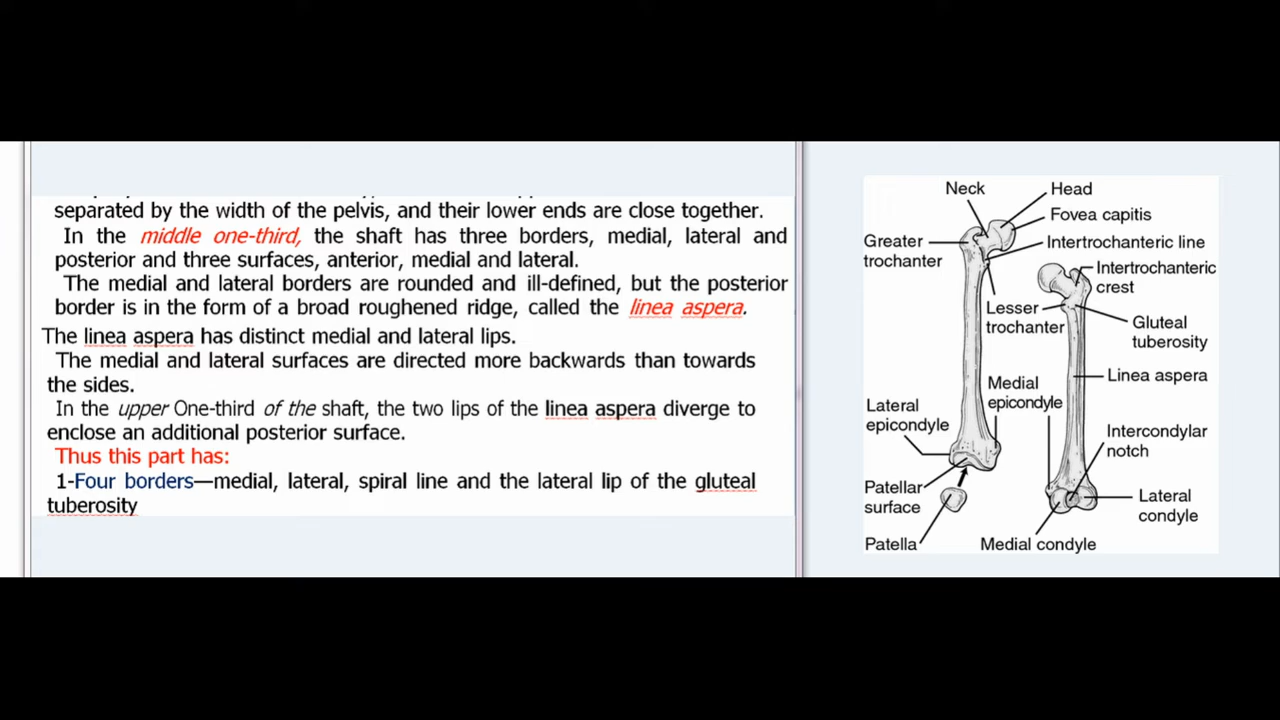 separated by the width of the pelvis, and their lower ends are close together.
In the middle one-third, the shaft has three borders, medial, lateral and
posterior and three surfaces, anterior, medial and lateral.
The medial and lateral borders are rounded and ill-defined, but the posterior
border is in the form of a broad roughened ridge, called the linea aspera.
The linea aspera has distinct medial and lateral lips.
The medial and lateral surfaces are directed more backwards than towards
the sides.
In the upper One-third of the shaft, the two lips of the linea aspera diverge to
enclose an additional posterior surface.
Thus this part has:
1-Four borders—medial, lateral, spiral line and the lateral lip of the gluteal
tuberosity
Neck
Head
Fovea capitis
Greater
trochanter
Intertrochanteric line
Intertrochanteric
crest
Lesser
trochanter
Gluteal
tuberosity
Linea aspera
Medial
epicondyle
Lateral
epicondyle
Intercondylar
notch
Patellar
surface
Lateral
condyle
Patella
Medial condyle